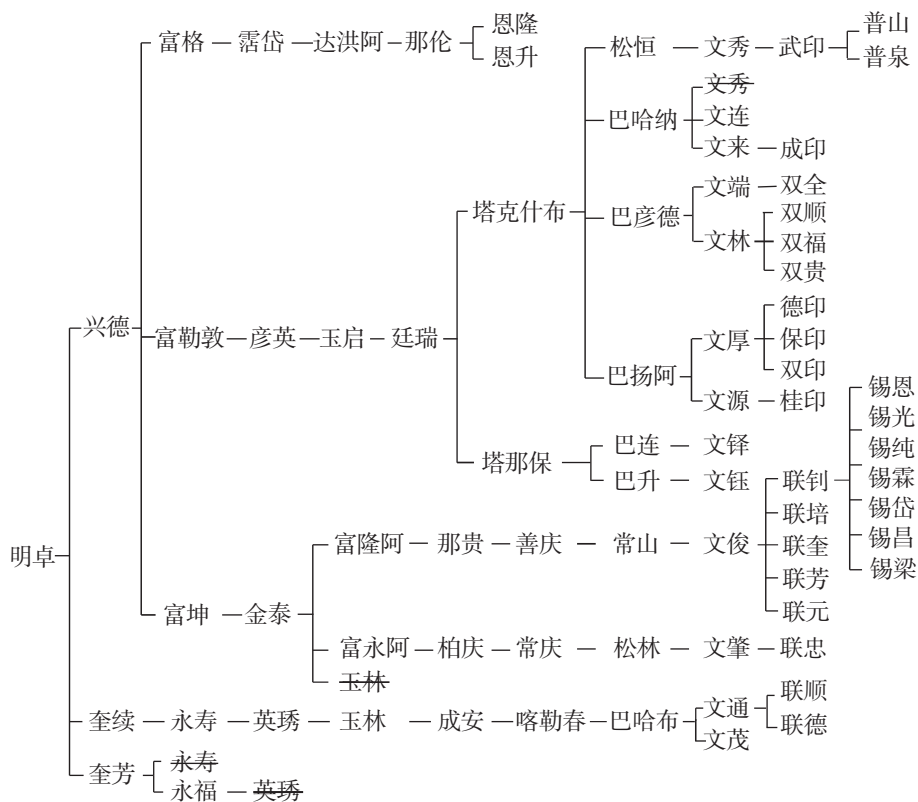 普山
恩隆
富格 霑岱 达洪阿 那伦 松恒 文秀 武印
恩升 普泉
文秀
巴哈纳 文连
文来 成印
文端 双全
塔克什布 巴彦德 双顺
文林 双福
双贵
德印
兴德 文厚 保印
富勒敦 彦英 玉启 廷瑞
双印
巴扬阿 锡恩
文源 桂印
锡光
巴连 文铎 锡纯
塔那保
巴升 文钰 联钊 锡霖
联培 锡岱
明卓 富隆阿 那贵 善庆 常山 文俊 联奎 锡昌
锡梁
联芳
富坤 金泰 联元
富永阿 柏庆 常庆 松林 文肇 联忠
玉林
联顺
奎续 永寿 英琇 玉林 成安 喀勒春 巴哈布 文通
联德
文茂
永寿
奎芳
永福 英琇